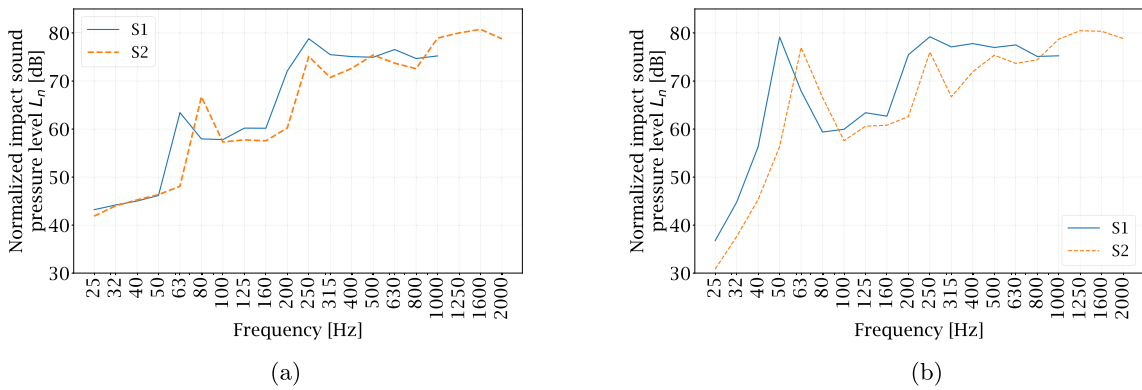 Normalized impact sound
pressure level Ln [dB]
80
70
60
50
40
30
S1
S2
25 32 40 50 63 80 100 125 160 200 250 315 400 500 630 800 1000 1250 1600 2000
Frequency [Hz]
(a)
Normalized impact sound
pressure level Ln [dB]
80
70
60
50
40
30
S1
S2
25 32 40 50 63 80 100 125 160 200 250 315 400 500 630 800 1000 1250 1600 2000
Frequency [Hz]
(b)